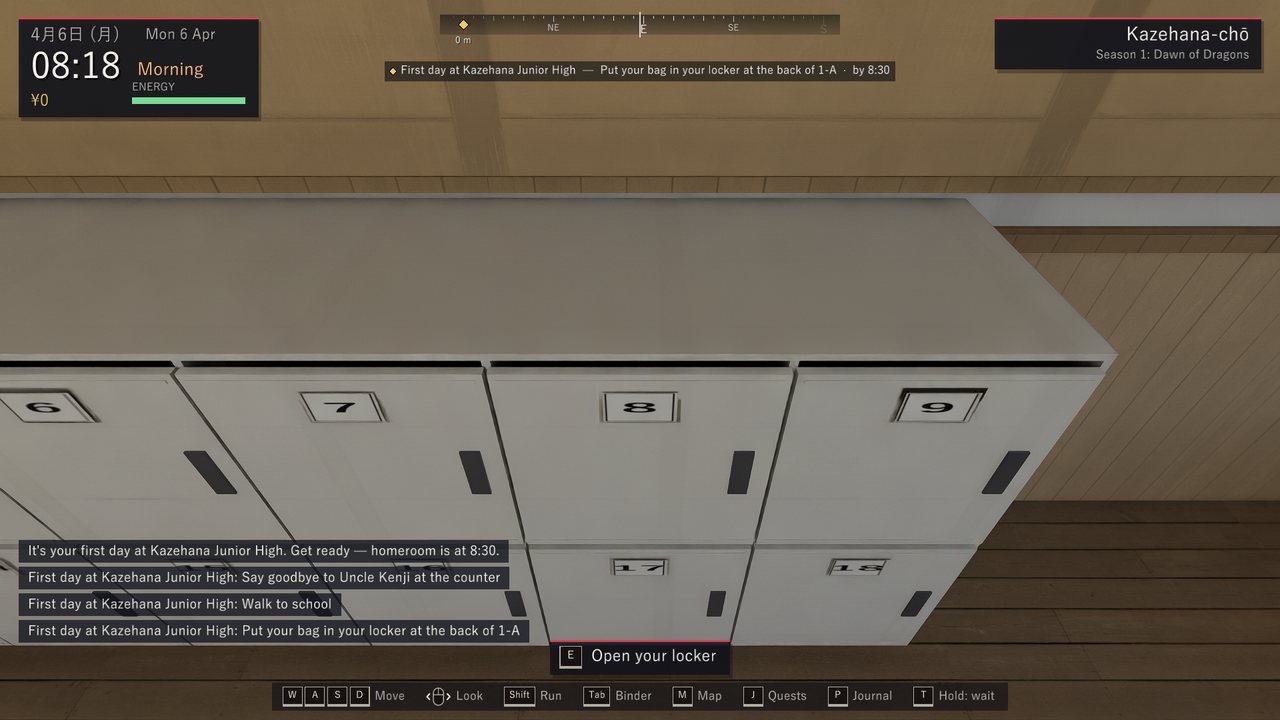 4月6日 (月) Mon 6 Apr
08:18 Morning
ENERGY
¥0
NE E SE S
0 m
First day at Kazehana Junior High — Put your bag in your locker at the back of 1-A · by 8:30
Kazehana-chō
Season 1: Dawn of Dragons
6 7 8 9
17 18
It's your first day at Kazehana Junior High. Get ready — homeroom is at 8:30.
First day at Kazehana Junior High: Say goodbye to Uncle Kenji at the counter
First day at Kazehana Junior High: Walk to school
First day at Kazehana Junior High: Put your bag in your locker at the back of 1-A
E Open your locker
W A S D Move Look Shift Run Tab Binder M Map J Quests P Journal T Hold: wait